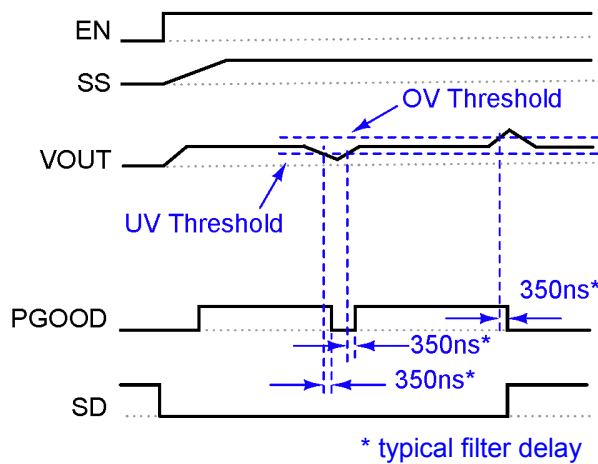 EN
SS
OV Threshold
VOUT
UV Threshold
350ns*
PGOOD
350ns*
350ns*
SD
* typical filter delay